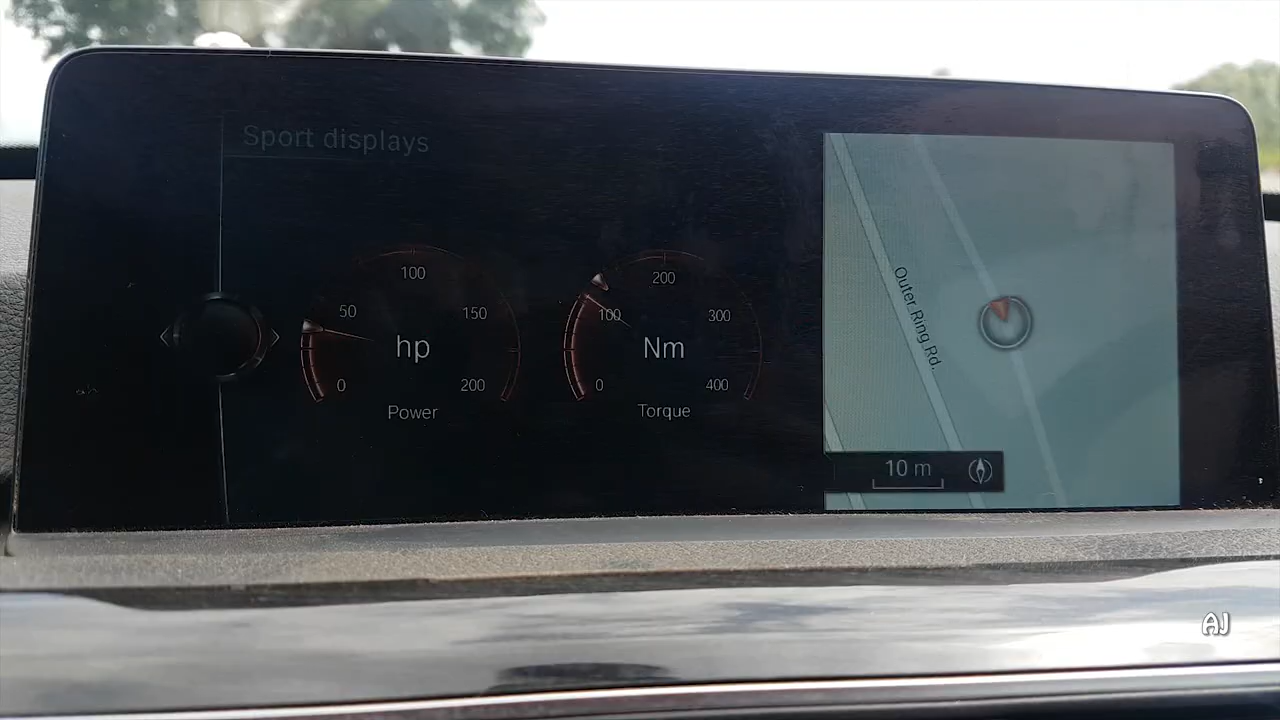 Sport displays
100
50
150
hp
0
200
Power
200
100
300
Nm
0
400
Torque
Outer Ring Rd.
10 m
AJ